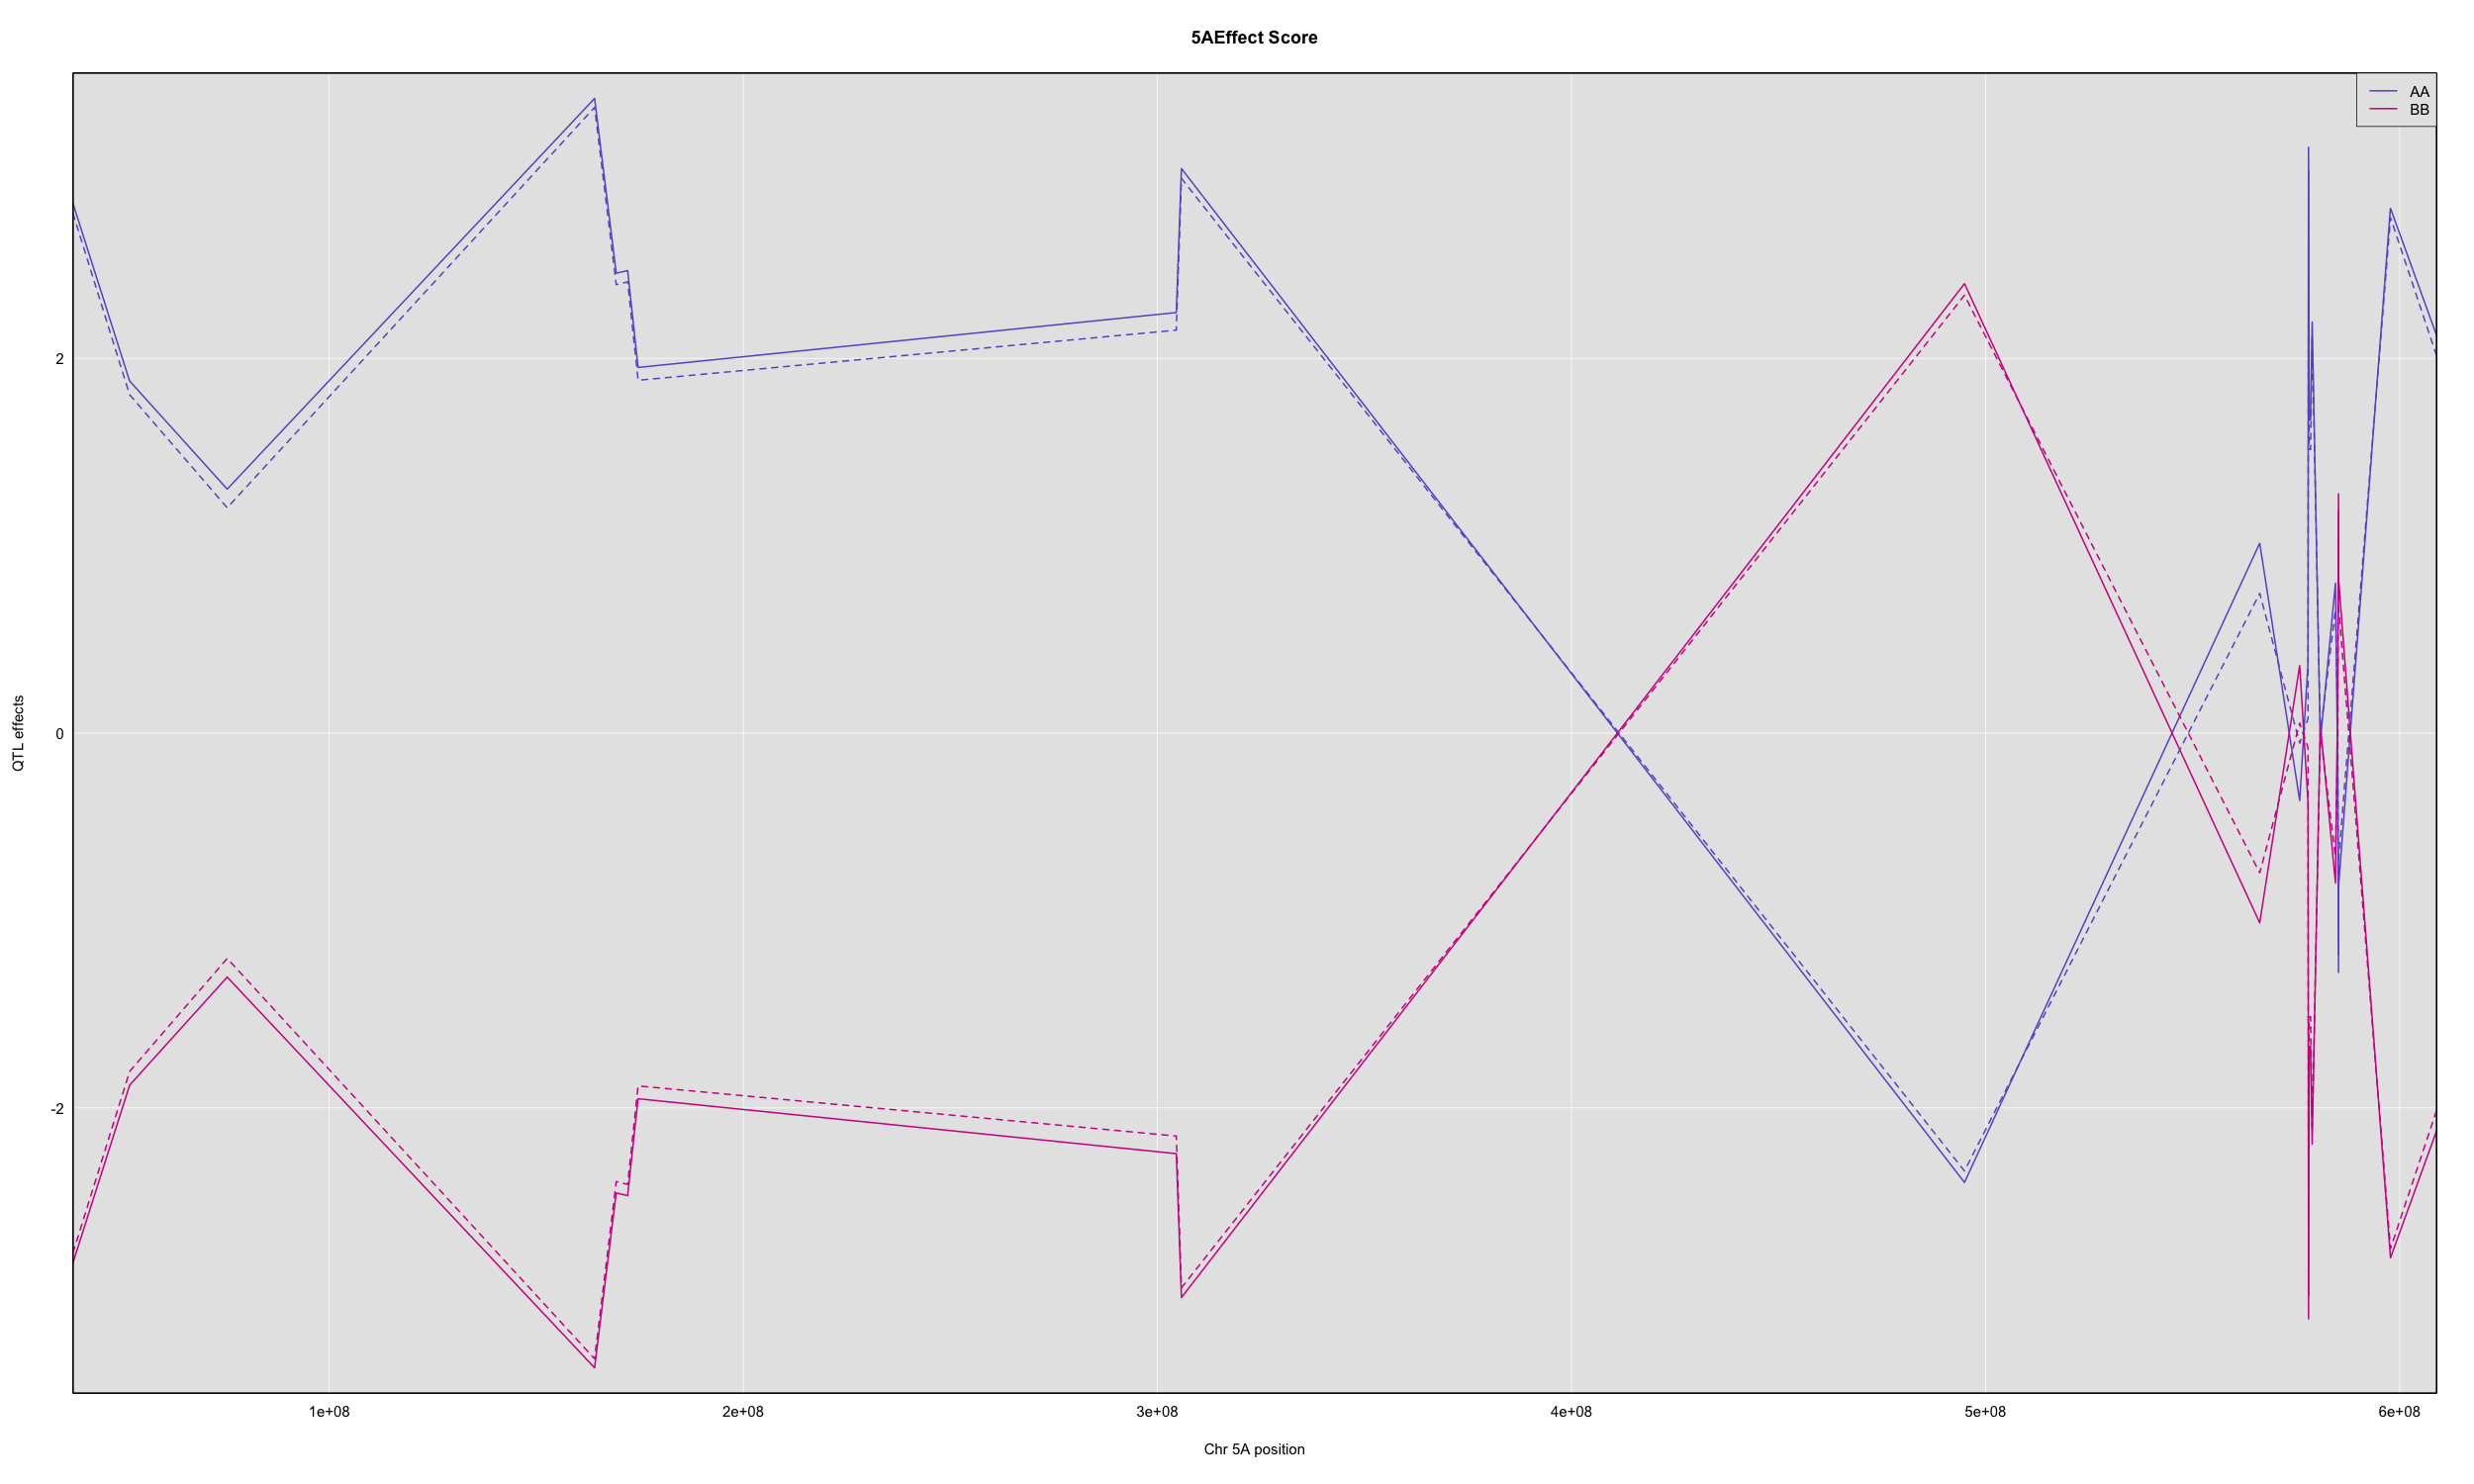 5AEffect Score
AA
BB
2
0
-2
QTL effects
1e+08
2e+08
3e+08
4e+08
5e+08
6e+08
Chr 5A position